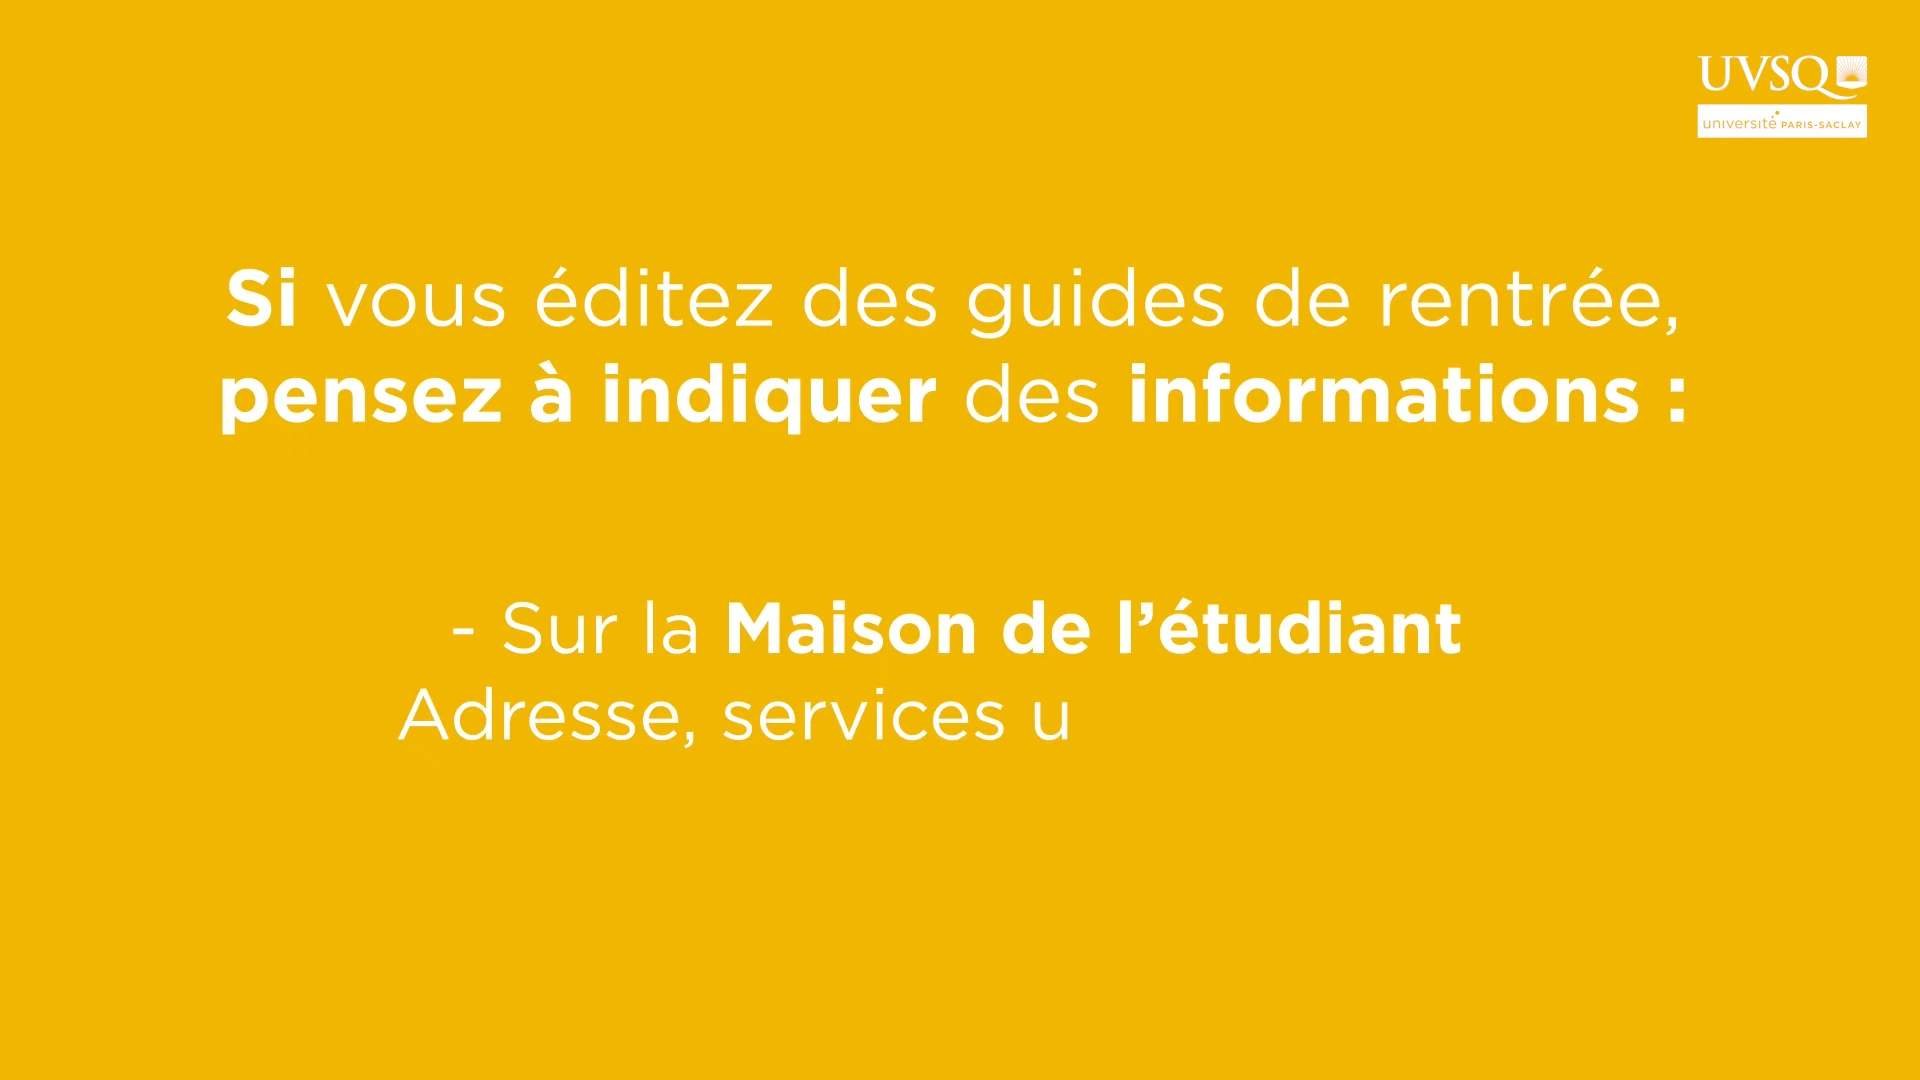 UVSQ
université PARIS-SACLAY
Si vous éditez des guides de rentrée,
pensez à indiquer des informations :
- Sur la Maison de l’étudiant
Adresse, services u